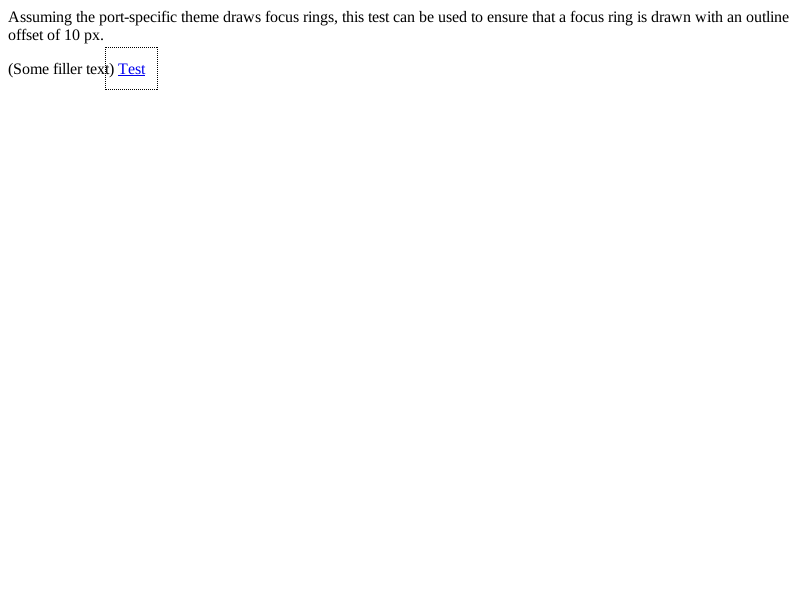 Assuming the port-specific theme draws focus rings, this test can be used to ensure that a focus ring is drawn with an outline
offset of 10 px.
(Some filler text) Test